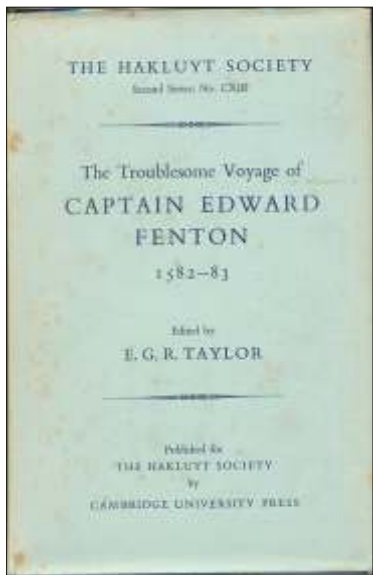 THE HAKLUYT SOCIETY
Second Series No. CXIII
The Troublesome Voyage of
CAPTAIN EDWARD
FENTON
1582–83
Edited by
E. G. R. TAYLOR
Published for
THE HAKLUYT SOCIETY
by
CAMBRIDGE UNIVERSITY PRESS